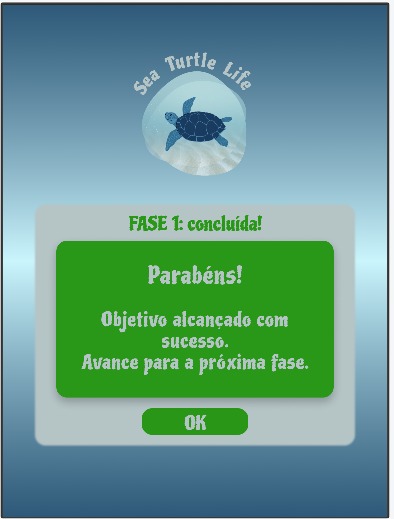 Sea Turtle Life
FASE 1: concluída!
Parabéns!
Objetivo alcançado com
sucesso.
Avance para a próxima fase.
OK